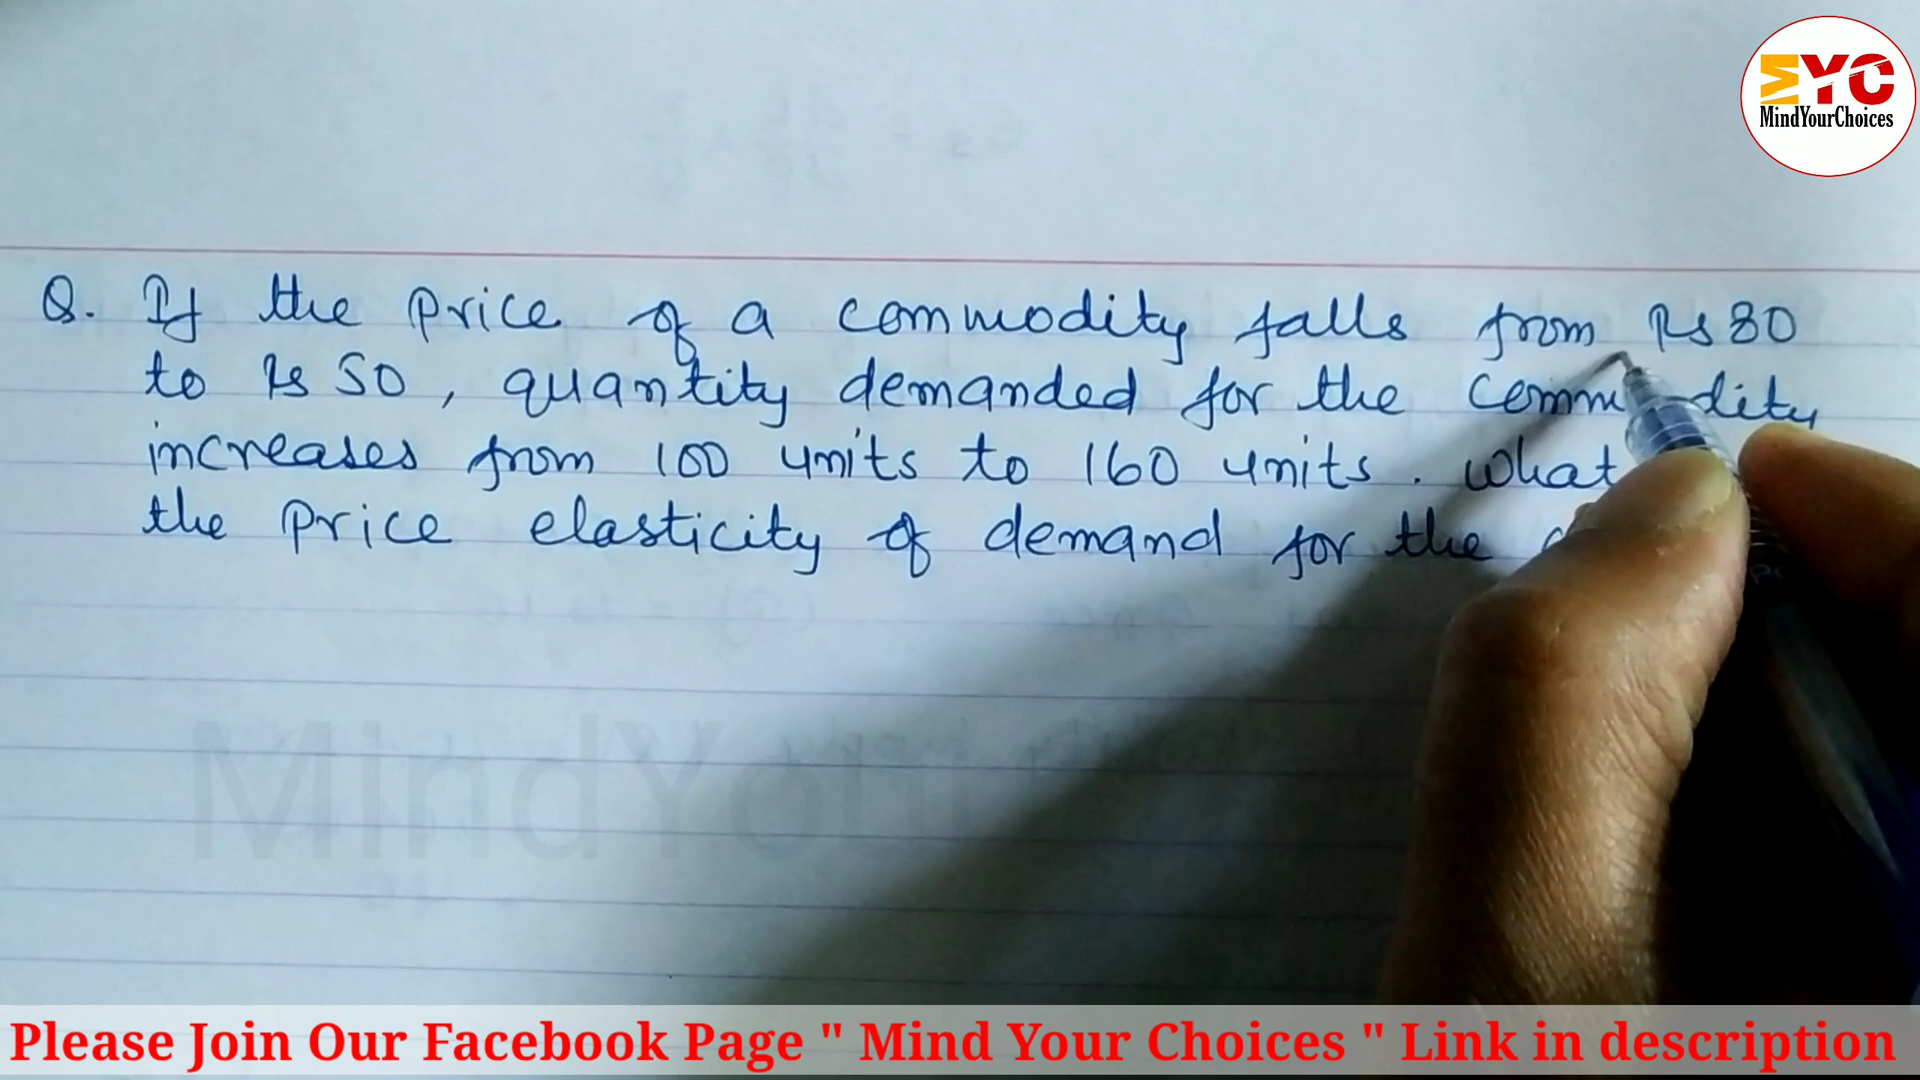 MYC
MindYourChoices
Q. If the price of a commodity falls from Rs 80
to Rs 50, quantity demanded for the commodity
increases from 100 units to 160 units. what
the price elasticity of demand for the
MindYour
Please Join Our Facebook Page " Mind Your Choices " Link in description